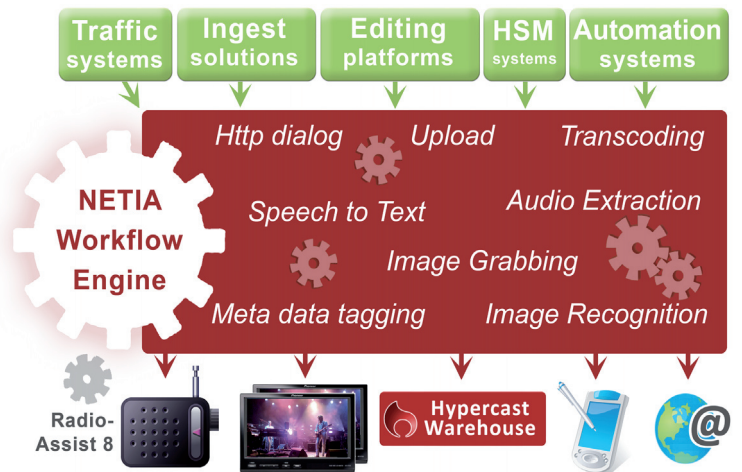 Traffic
systems
Ingest
solutions
Editing
platforms
HSM
systems
Automation
systems
NETIA
Workflow
Engine
Http dialog
Upload
Transcoding
Speech to Text
Audio Extraction
Image Grabbing
Meta data tagging
Image Recognition
Radio-
Assist 8
Hypercast
Warehouse
@